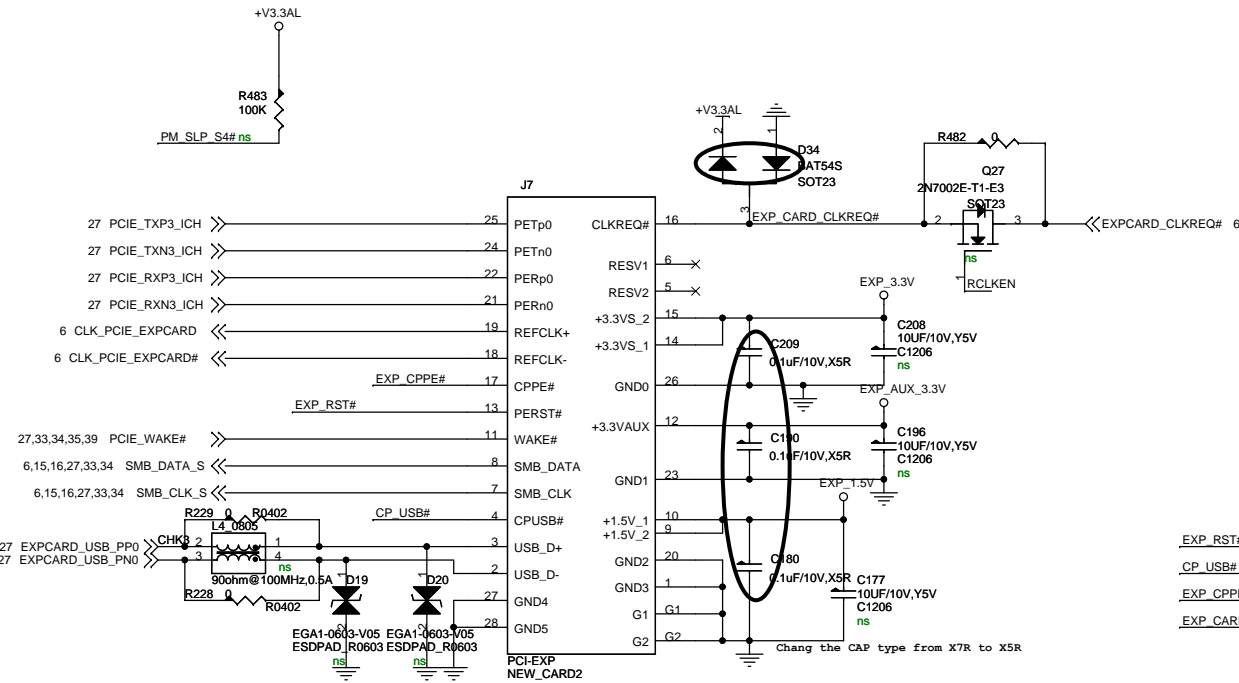 +V3.3AL
R483
100K
PM_SLP_S4# ns
+V3.3AL
2
1
D34
BAT54S
SOT23
3
R482 0
Q27
2N7002E-T1-E3
SOT23
2 3
ns
1
RCLKEN
EXP_CARD_CLKREQ#
EXPCARD_CLKREQ# 6
J7
27 PCIE_TXP3_ICH 25 PETp0 CLKREQ# 16
27 PCIE_TXN3_ICH 24 PETn0
RESV1 6
27 PCIE_RXP3_ICH 22 PERp0
RESV2 5
27 PCIE_RXN3_ICH 21 PERn0
EXP_3.3V
+3.3VS_2 15
6 CLK_PCIE_EXPCARD 19 REFCLK+
+3.3VS_1 14
C209
0.1uF/10V,X5R
C208
10UF/10V,Y5V
C1206
ns
6 CLK_PCIE_EXPCARD# 18 REFCLK-
EXP_CPPE# 17 CPPE# GND0 26
EXP_AUX_3.3V
EXP_RST# 13 PERST#
+3.3VAUX 12
27,33,34,35,39 PCIE_WAKE# 11 WAKE#
C190
0.1uF/10V,X5R
C196
10UF/10V,Y5V
C1206
ns
6,15,16,27,33,34 SMB_DATA_S 8 SMB_DATA
GND1 23
6,15,16,27,33,34 SMB_CLK_S 7 SMB_CLK
EXP_1.5V
CP_USB# 4 CPUSB# +1.5V_1 10
+1.5V_2 9
R229 0 R0402
L4_0805
27 EXPCARD_USB_PP0 CHK3 2 1 3 USB_D+
27 EXPCARD_USB_PN0 3 4 2 USB_D-
ns
90ohm@100MHz,0.5A
R228 0 R0402
GND2 20
C180
0.1uF/10V,X5R
C177
10UF/10V,Y5V
C1206
ns
GND3 1
27 GND4
G1 G1
28 GND5
G2 G2
D19
1
2
EGA1-0603-V05
ESDPAD_R0603
ns
D20
1
2
EGA1-0603-V05
ESDPAD_R0603
ns
PCI-EXP
NEW_CARD2
Chang the CAP type from X7R to X5R
EXP_RST#
CP_USB#